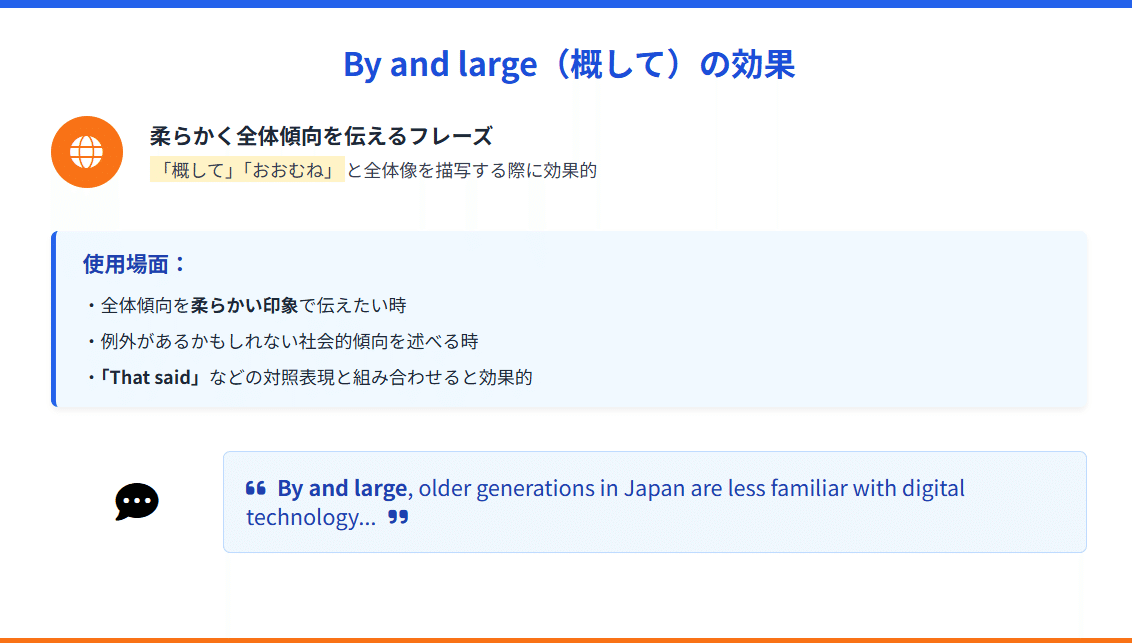 By and large（概して）の効果
柔らかく全体傾向を伝えるフレーズ
「概して」「おおむね」と全体像を描写する際に効果的
使用場面：
・全体傾向を柔らかい印象で伝えたい時
・例外があるかもしれない社会的傾向を述べる時
・「That said」などの対照表現と組み合わせると効果的
❝ By and large, older generations in Japan are less familiar with digital
technology... ❞